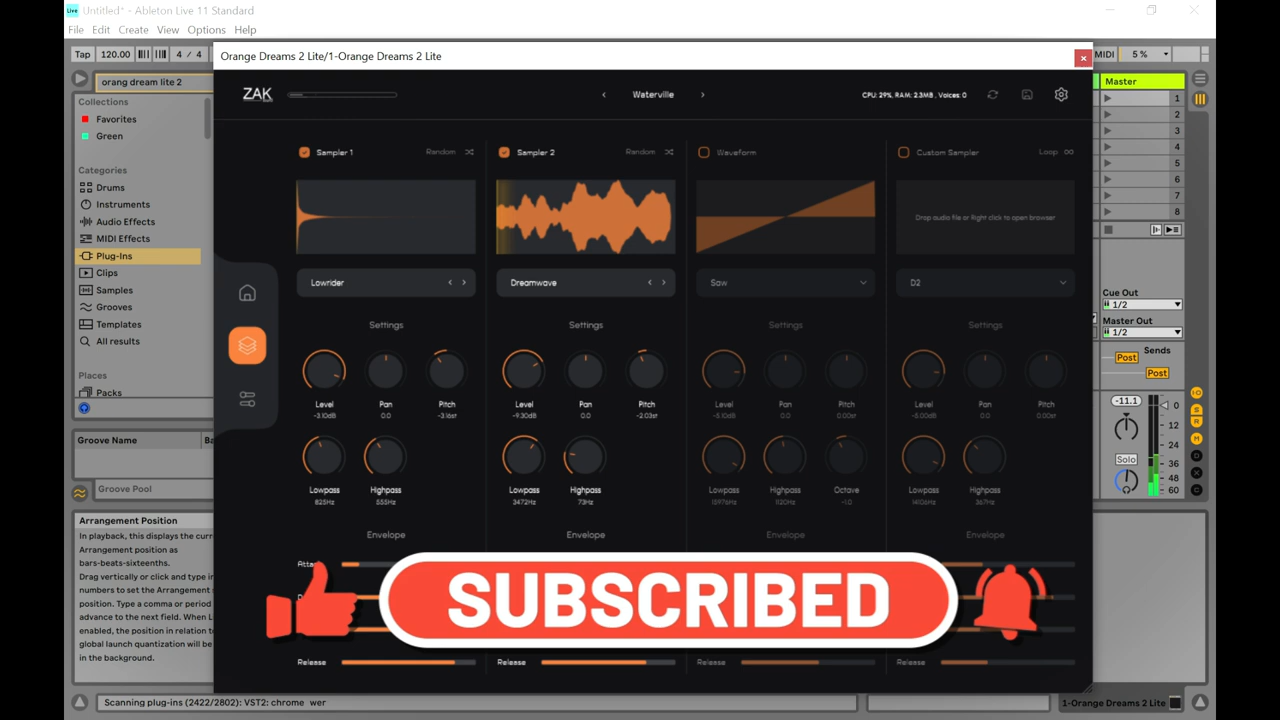 Untitled* - Ableton Live 11 Standard
File Edit Create View Options Help
Tap 120.00 4 / 4
MIDI 5 %
Orange Dreams 2 Lite/1-Orange Dreams 2 Lite
orang dream lite 2
Collections
Favorites
Green
Categories
Drums
Instruments
Audio Effects
MIDI Effects
Plug-Ins
Clips
Samples
Grooves
Templates
All results
Places
Packs
Groove Name
Groove Pool
Arrangement Position
In playback, this displays the
Arrangement position as
bars-beats-sixteenths.
Drag vertically or click and type
numbers to set the Arrangement
position. Type a comma or period
advance to the next field. When
enabled, the position in relation
global launch quantization will be
in the background.
ZAK
Waterville
CPU: 29%, RAM: 2.3MB , Voices: 0
Sampler 1 Random
Sampler 2 Random
Waveform
Custom Sampler Loop
Drop audio file or Right click to open browser
Lowrider
Dreamwave
Saw
D2
Settings Settings Settings Settings
Level Pan Pitch Level Pan Pitch Level Pan Pitch Level Pan Pitch
-3.10dB 0.0 -3.16st -9.30dB 0.0 -2.03st -5.10dB 0.0 0.00st -5.00dB 0.0 0.00st
Lowpass Highpass Lowpass Highpass Lowpass Highpass Octave Lowpass Highpass
825Hz 555Hz 3472Hz 73Hz 13976Hz 1120Hz -1.0 14106Hz 367Hz
Envelope Envelope Envelope Envelope
SUBSCRIBED
Release Release Release Release
Master
1
2
3
4
5
6
7
8
Cue Out
1/2
Master Out
1/2
Sends
Post
Post
-11.1
0
12
24
36
48
60
Solo
Scanning plug-ins (2422/2802): VST2: chrome wer
1-Orange Dreams 2 Lite